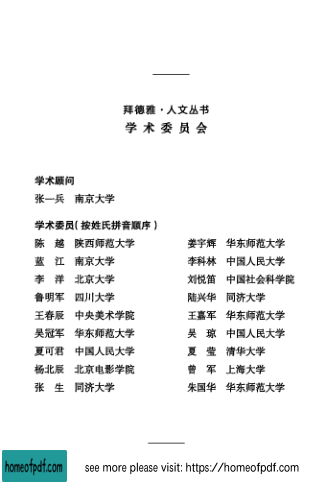 拜德雅·人文丛书
学术委员会
学术顾问
张一兵 南京大学
学术委员(按姓氏拼音顺序)
陈 越 陕西师范大学 姜宇辉 华东师范大学
蓝 江 南京大学 李科林 中国人民大学
李 洋 北京大学 刘悦笛 中国社会科学院
鲁明军 四川大学 陆兴华 同济大学
王春辰 中央美术学院 王嘉军 华东师范大学
吴冠军 华东师范大学 吴 琼 中国人民大学
夏可君 中国人民大学 夏 莹 清华大学
杨北辰 北京电影学院 曾 军 上海大学
张 生 同济大学 朱国华 华东师范大学
homeofpdf.com see more please visit: https://homeofpdf.com